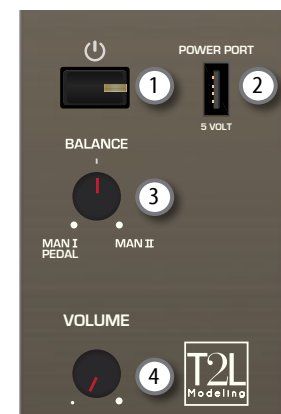 POWER PORT
1
2
5 VOLT
BALANCE
3
MAN I
PEDAL
MAN II
VOLUME
4
T2L
Modeling